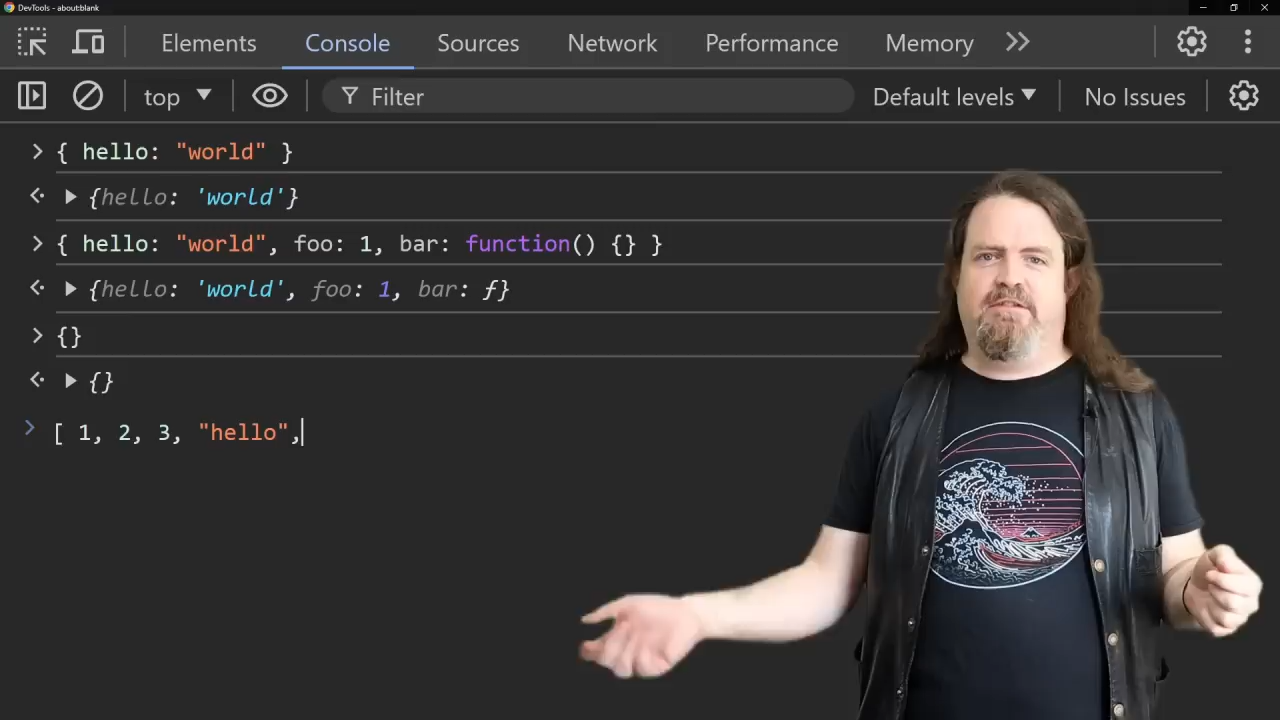 DevTools - about:blank
Elements Console Sources Network Performance Memory
top Filter Default levels No Issues
{ hello: "world" }
{hello: 'world'}
{ hello: "world", foo: 1, bar: function() {} }
{hello: 'world', foo: 1, bar: ƒ}
{}
{}
[ 1, 2, 3, "hello",